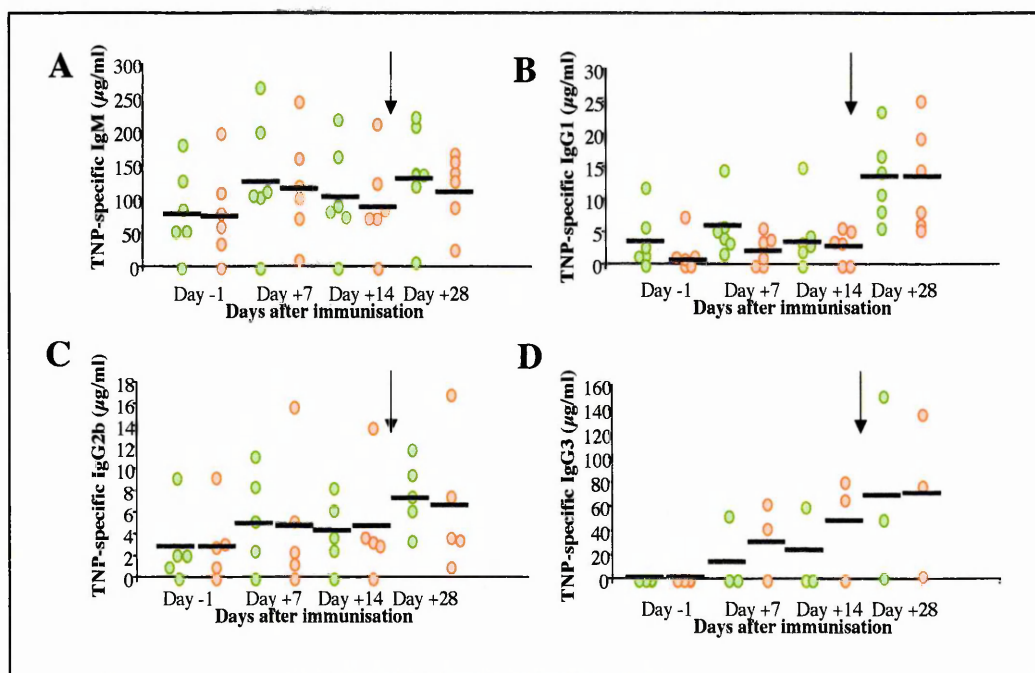 A
TNP-specific IgM (µg/ml)
300
250
200
150
100
50
0
Day -1 Day +7 Day +14 Day +28
Days after immunisation
B
TNP-specific IgG1 (µg/ml)
30
25
20
15
10
5
0
Day -1 Day +7 Day +14 Day +28
Days after immunisation
C
TNP-specific IgG2b (µg/ml)
18
16
14
12
10
8
6
4
2
0
Day -1 Day +7 Day +14 Day +28
Days after immunisation
D
TNP-specific IgG3 (µg/ml)
160
140
120
100
80
60
40
20
0
Day -1 Day +7 Day +14 Day +28
Days after immunisation